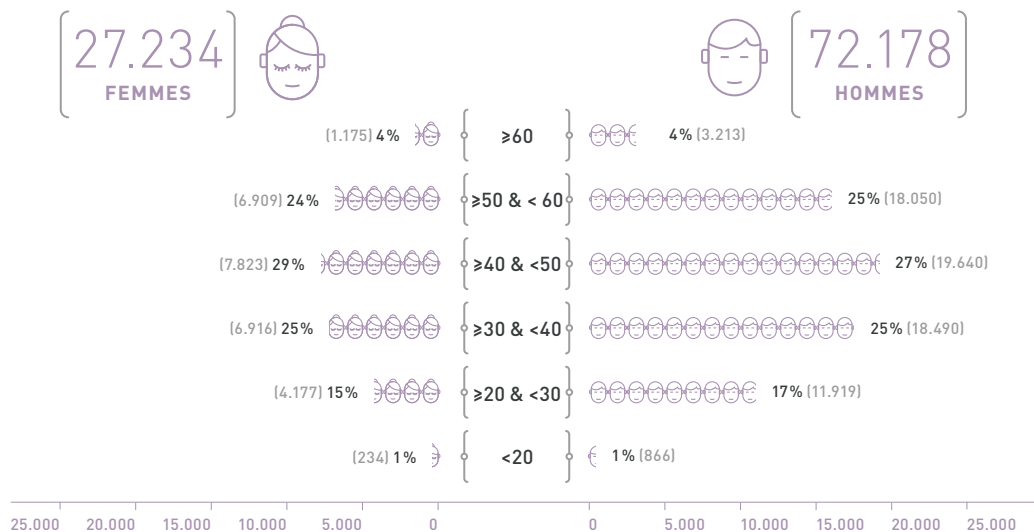 27.234
FEMMES
72.178
HOMMES
(1.175) 4% ≥60 4% (3.213)
(6.909) 24% ≥50 & < 60 25% (18.050)
(7.823) 29% ≥40 & <50 27% (19.640)
(6.916) 25% ≥30 & <40 25% (18.490)
(4.177) 15% ≥20 & <30 17% (11.919)
(234) 1% <20 1% (866)
25.000 20.000 15.000 10.000 5.000 0 0 5.000 10.000 15.000 20.000 25.000